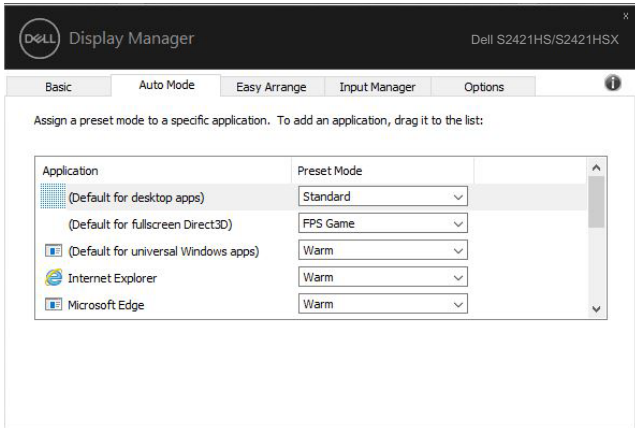 x
DELL Display Manager
Dell S2421HS/S2421HSX
Basic Auto Mode Easy Arrange Input Manager Options i
Assign a preset mode to a specific application. To add an application, drag it to the list:
Application Preset Mode
(Default for desktop apps) Standard
(Default for fullscreen Direct3D) FPS Game
(Default for universal Windows apps) Warm
Internet Explorer Warm
Microsoft Edge Warm